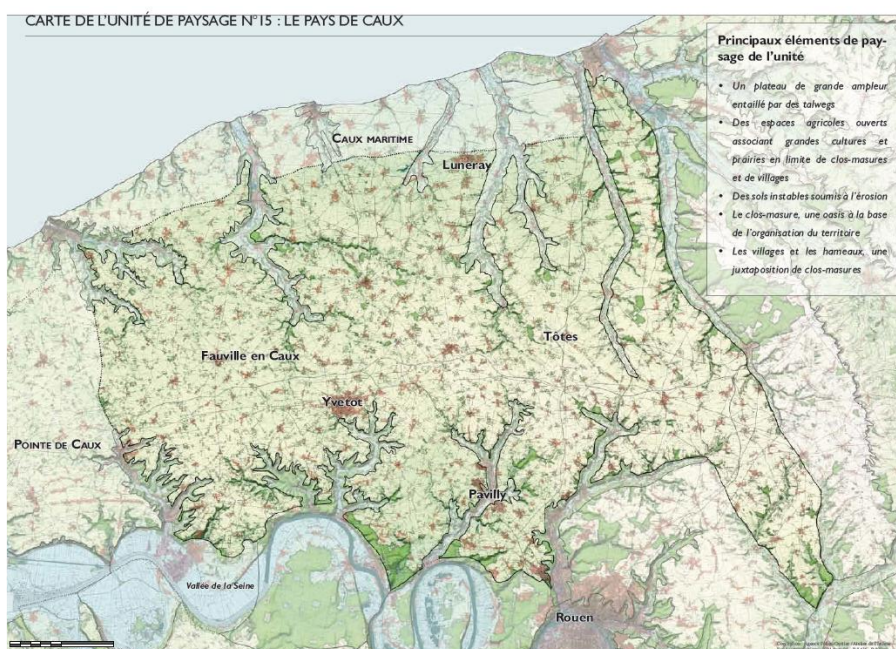 CARTE DE L'UNITÉ DE PAYSAGE N°15 : LE PAYS DE CAUX
Principaux éléments de pay-
sage de l'unité
• Un plateau de grande ampleur
entaillé par des talwegs
• Des espaces agricoles ouverts
associant grandes cultures et
prairies en limite de clos-masures
et de villages
• Des sols instables soumis à l'érosion
• Le clos-masure, une oasis à la base
de l'organisation du territoire
• Les villages et les hameaux, une
juxtaposition de clos-masures
CAUX MARITIME
Luneray
Tôtes
Fauville en Caux
Yvetot
POINTE DE CAUX
Pavilly
Vallée de la Seine
Rouen